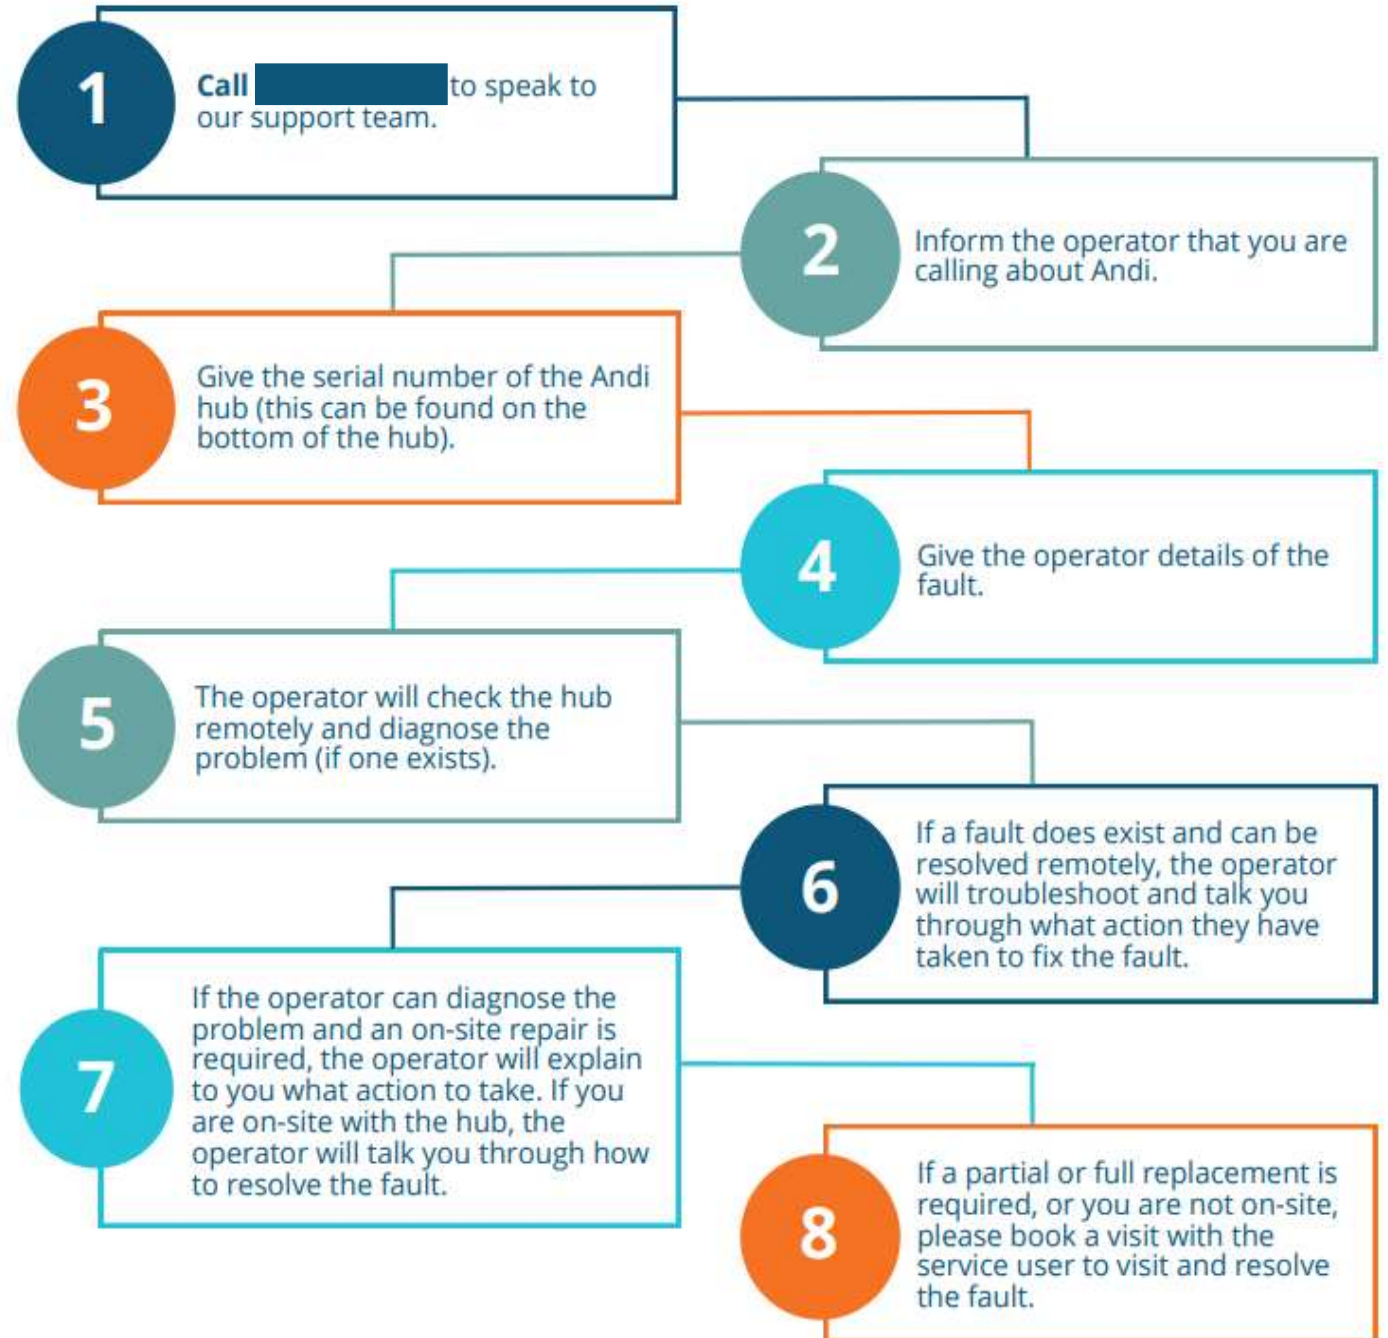 1
Call to speak to
our support team.
2
Inform the operator that you are
calling about Andi.
3
Give the serial number of the Andi
hub (this can be found on the
bottom of the hub).
4
Give the operator details of the
fault.
5
The operator will check the hub
remotely and diagnose the
problem (if one exists).
6
If a fault does exist and can be
resolved remotely, the operator
will troubleshoot and talk you
through what action they have
taken to fix the fault.
7
If the operator can diagnose the
problem and an on-site repair is
required, the operator will explain
to you what action to take. If you
are on-site with the hub, the
operator will talk you through how
to resolve the fault.
8
If a partial or full replacement is
required, or you are not on-site,
please book a visit with the
service user to visit and resolve
the fault.